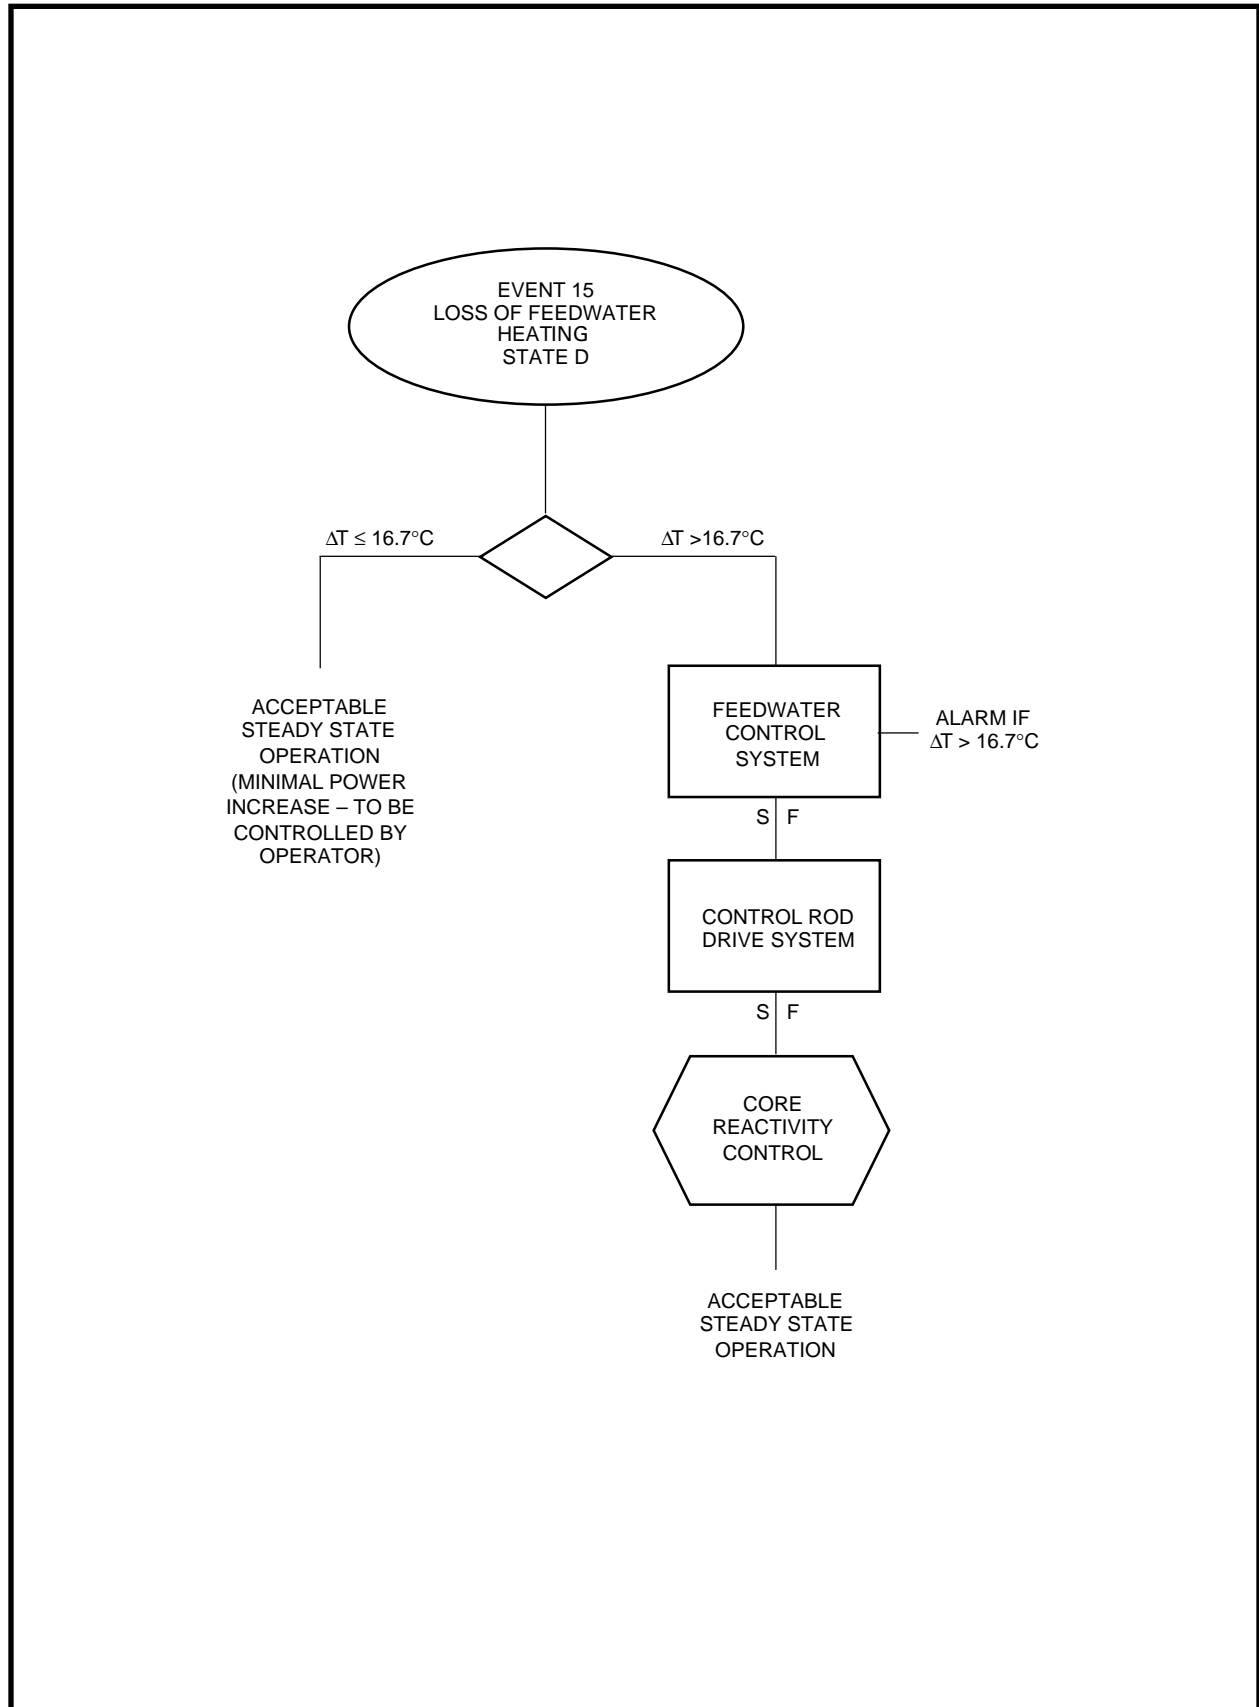 EVENT 15
LOSS OF FEEDWATER
HEATING
STATE D
ΔT ≤ 16.7°C
ΔT >16.7°C
ACCEPTABLE
STEADY STATE
OPERATION
(MINIMAL POWER
INCREASE – TO BE
CONTROLLED BY
OPERATOR)
FEEDWATER
CONTROL
SYSTEM
ALARM IF
ΔT > 16.7°C
S F
CONTROL ROD
DRIVE SYSTEM
S F
CORE
REACTIVITY
CONTROL
ACCEPTABLE
STEADY STATE
OPERATION